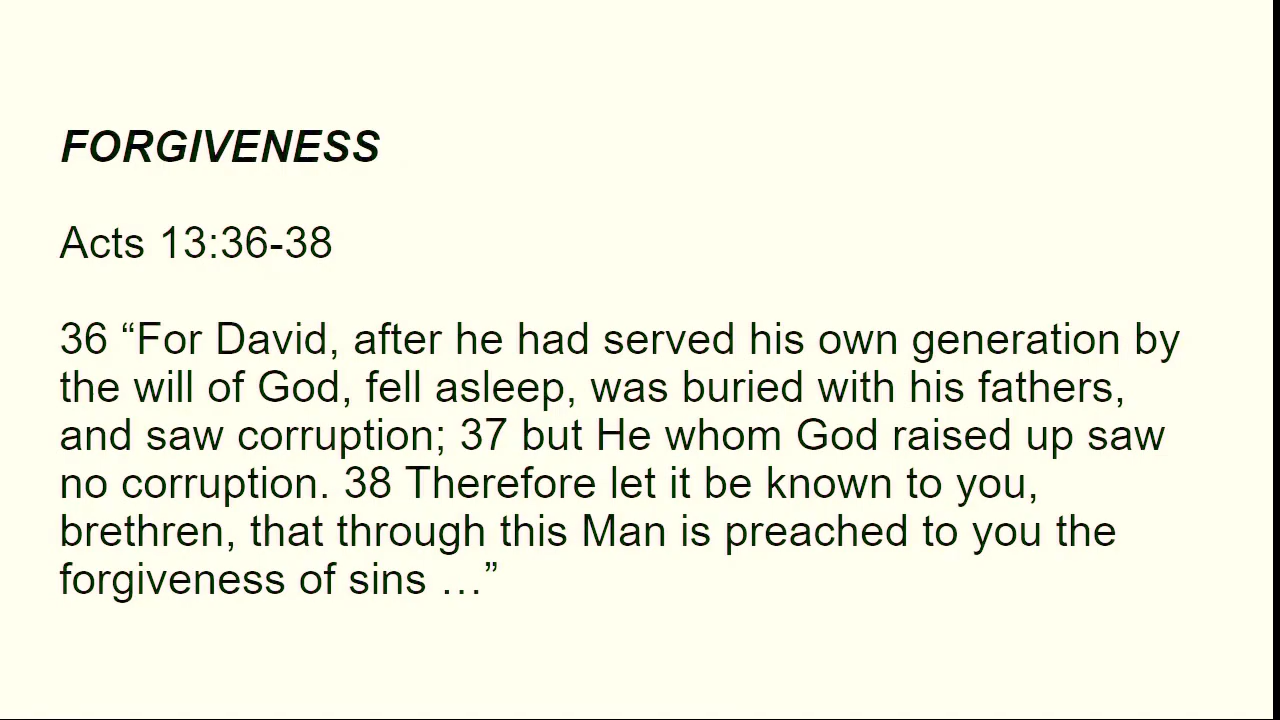 FORGIVENESS
Acts 13:36-38
36 “For David, after he had served his own generation by
the will of God, fell asleep, was buried with his fathers,
and saw corruption; 37 but He whom God raised up saw
no corruption. 38 Therefore let it be known to you,
brethren, that through this Man is preached to you the
forgiveness of sins …”